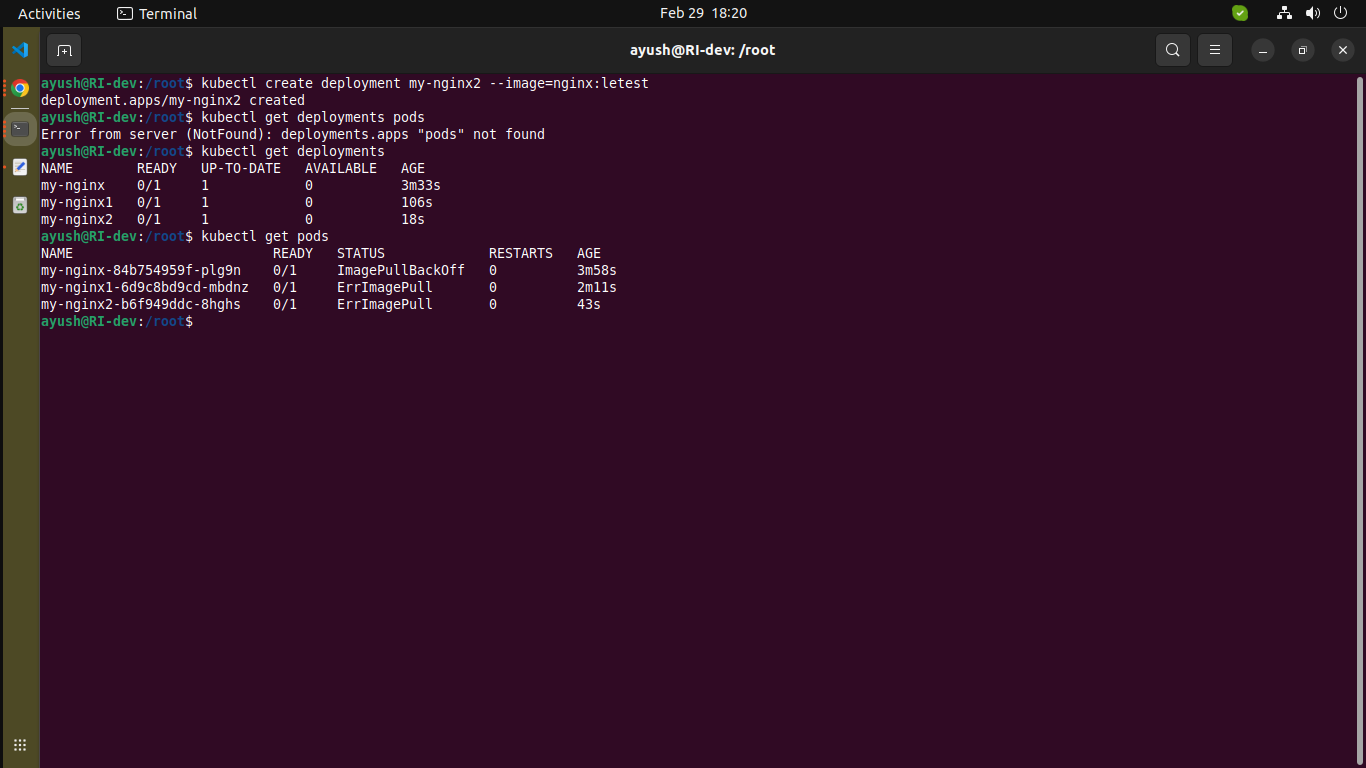 Activities Terminal Feb 29 18:20
ayush@RI-dev: /root
ayush@RI-dev:/root$ kubectl create deployment my-nginx2 --image=nginx:letest
deployment.apps/my-nginx2 created
ayush@RI-dev:/root$ kubectl get deployments pods
Error from server (NotFound): deployments.apps "pods" not found
ayush@RI-dev:/root$ kubectl get deployments
NAME READY UP-TO-DATE AVAILABLE AGE
my-nginx 0/1 1 0 3m33s
my-nginx1 0/1 1 0 106s
my-nginx2 0/1 1 0 18s
ayush@RI-dev:/root$ kubectl get pods
NAME READY STATUS RESTARTS AGE
my-nginx-84b754959f-plg9n 0/1 ImagePullBackOff 0 3m58s
my-nginx1-6d9c8bd9cd-mbdnz 0/1 ErrImagePull 0 2m11s
my-nginx2-b6f949ddc-8hghs 0/1 ErrImagePull 0 43s
ayush@RI-dev:/root$